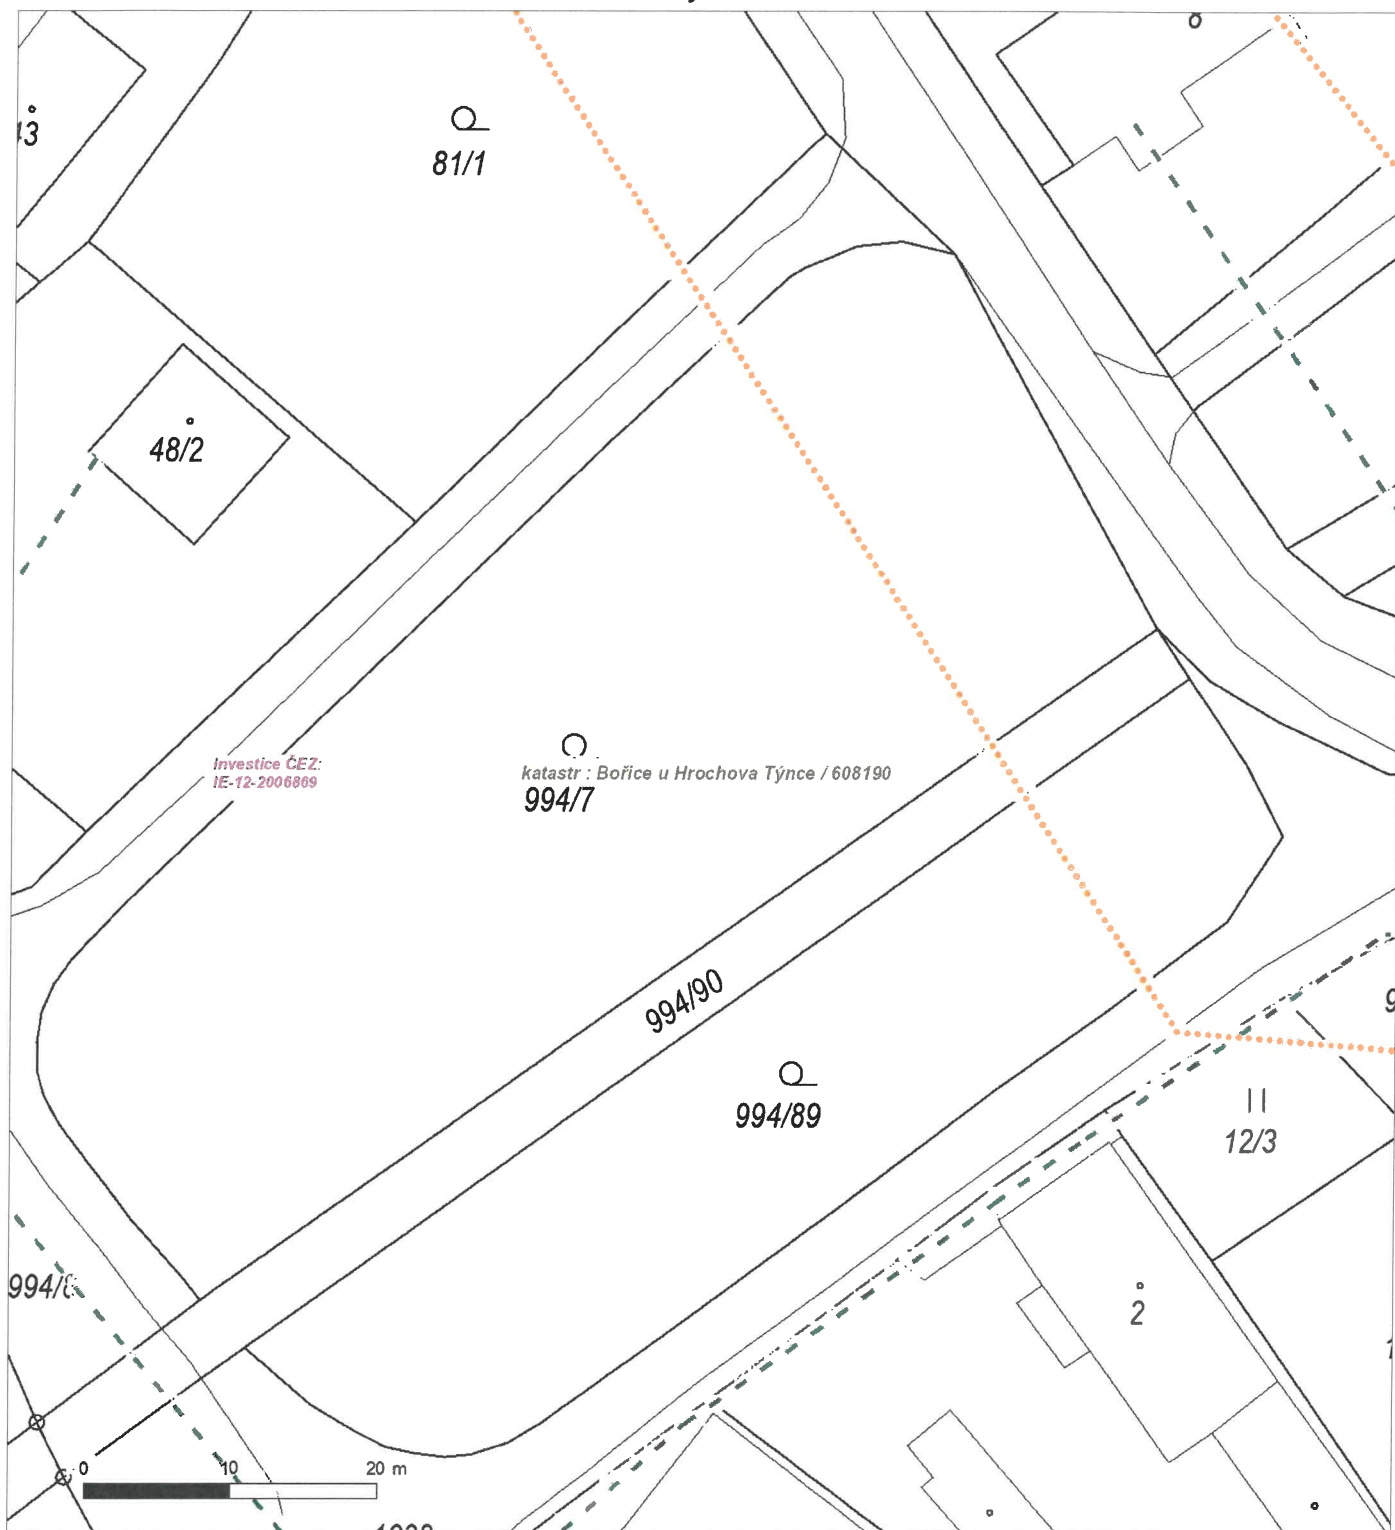 81/1
48/2
Investice ČEZ:
IE-12-2006869
katastr : Bořice u Hrochova Týnce / 608190
994/7
994/90
994/89
12/3
2
0 10 20 m